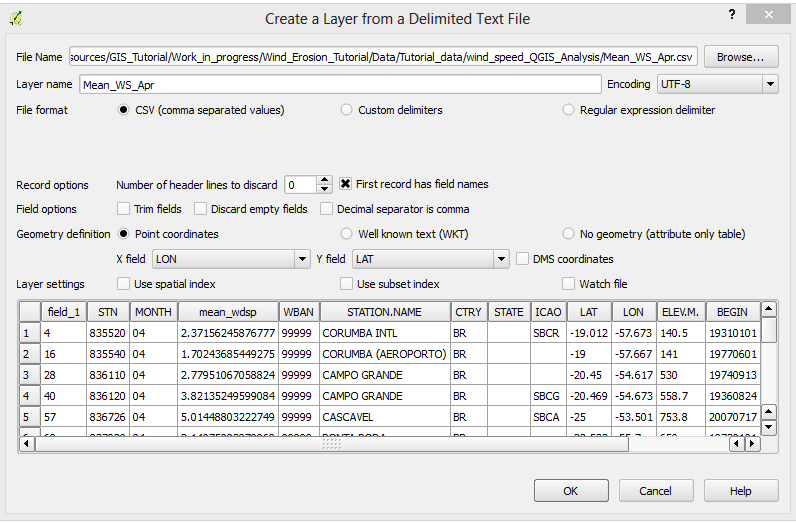 Create a Layer from a Delimited Text File
? ×
File Name sources/GIS_Tutorial/Work_in_progress/Wind_Erosion_Tutorial/Data/Tutorial_data/wind_speed_QGIS_Analysis/Mean_WS_Apr.csv Browse...
Layer name Mean_WS_Apr Encoding UTF-8
File format CSV (comma separated values) Custom delimiters Regular expression delimiter
Record options Number of header lines to discard 0 First record has field names
Field options Trim fields Discard empty fields Decimal separator is comma
Geometry definition Point coordinates Well known text (WKT) No geometry (attribute only table)
X field LON Y field LAT DMS coordinates
Layer settings Use spatial index Use subset index Watch file
field_1 STN MONTH mean_wdsp WBAN STATION.NAME CTRY STATE ICAO LAT LON ELEV.M. BEGIN
1 4 835520 04 2.37156245876777 99999 CORUMBA INTL BR SBCR -19.012 -57.673 140.5 19310101
2 16 835540 04 1.70243685449275 99999 CORUMBA (AEROPORTO) BR -19 -57.667 141 19770601
3 28 836110 04 2.77951067058824 99999 CAMPO GRANDE BR -20.45 -54.617 530 19740913
4 40 836120 04 3.82135249599084 99999 CAMPO GRANDE BR SBCG -20.469 -54.673 558.7 19360824
5 57 836726 04 5.01448803222749 99999 CASCAVEL BR SBCA -25 -53.501 753.8 20070717
OK Cancel Help